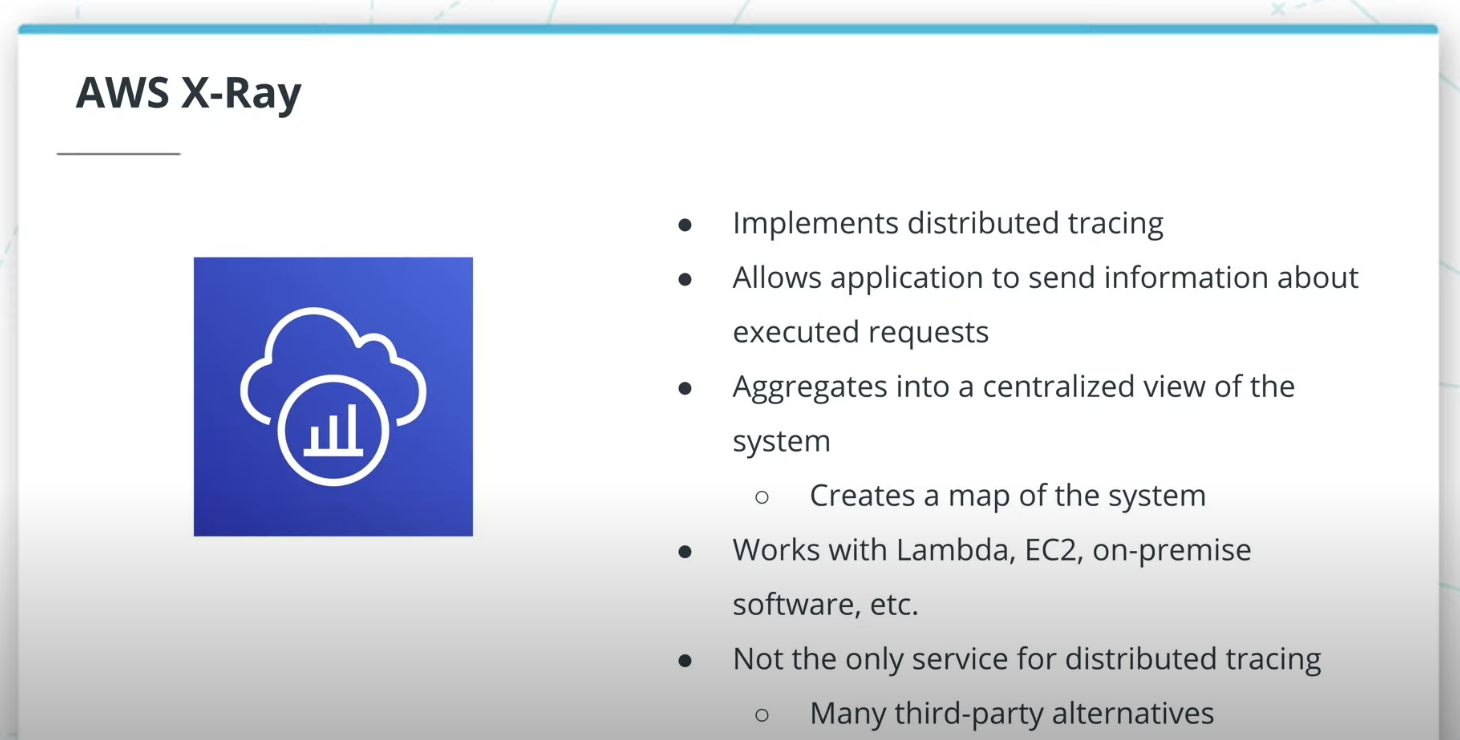 AWS X-Ray
● Implements distributed tracing
● Allows application to send information about
executed requests
● Aggregates into a centralized view of the
system
○ Creates a map of the system
● Works with Lambda, EC2, on-premise
software, etc.
● Not the only service for distributed tracing
○ Many third-party alternatives